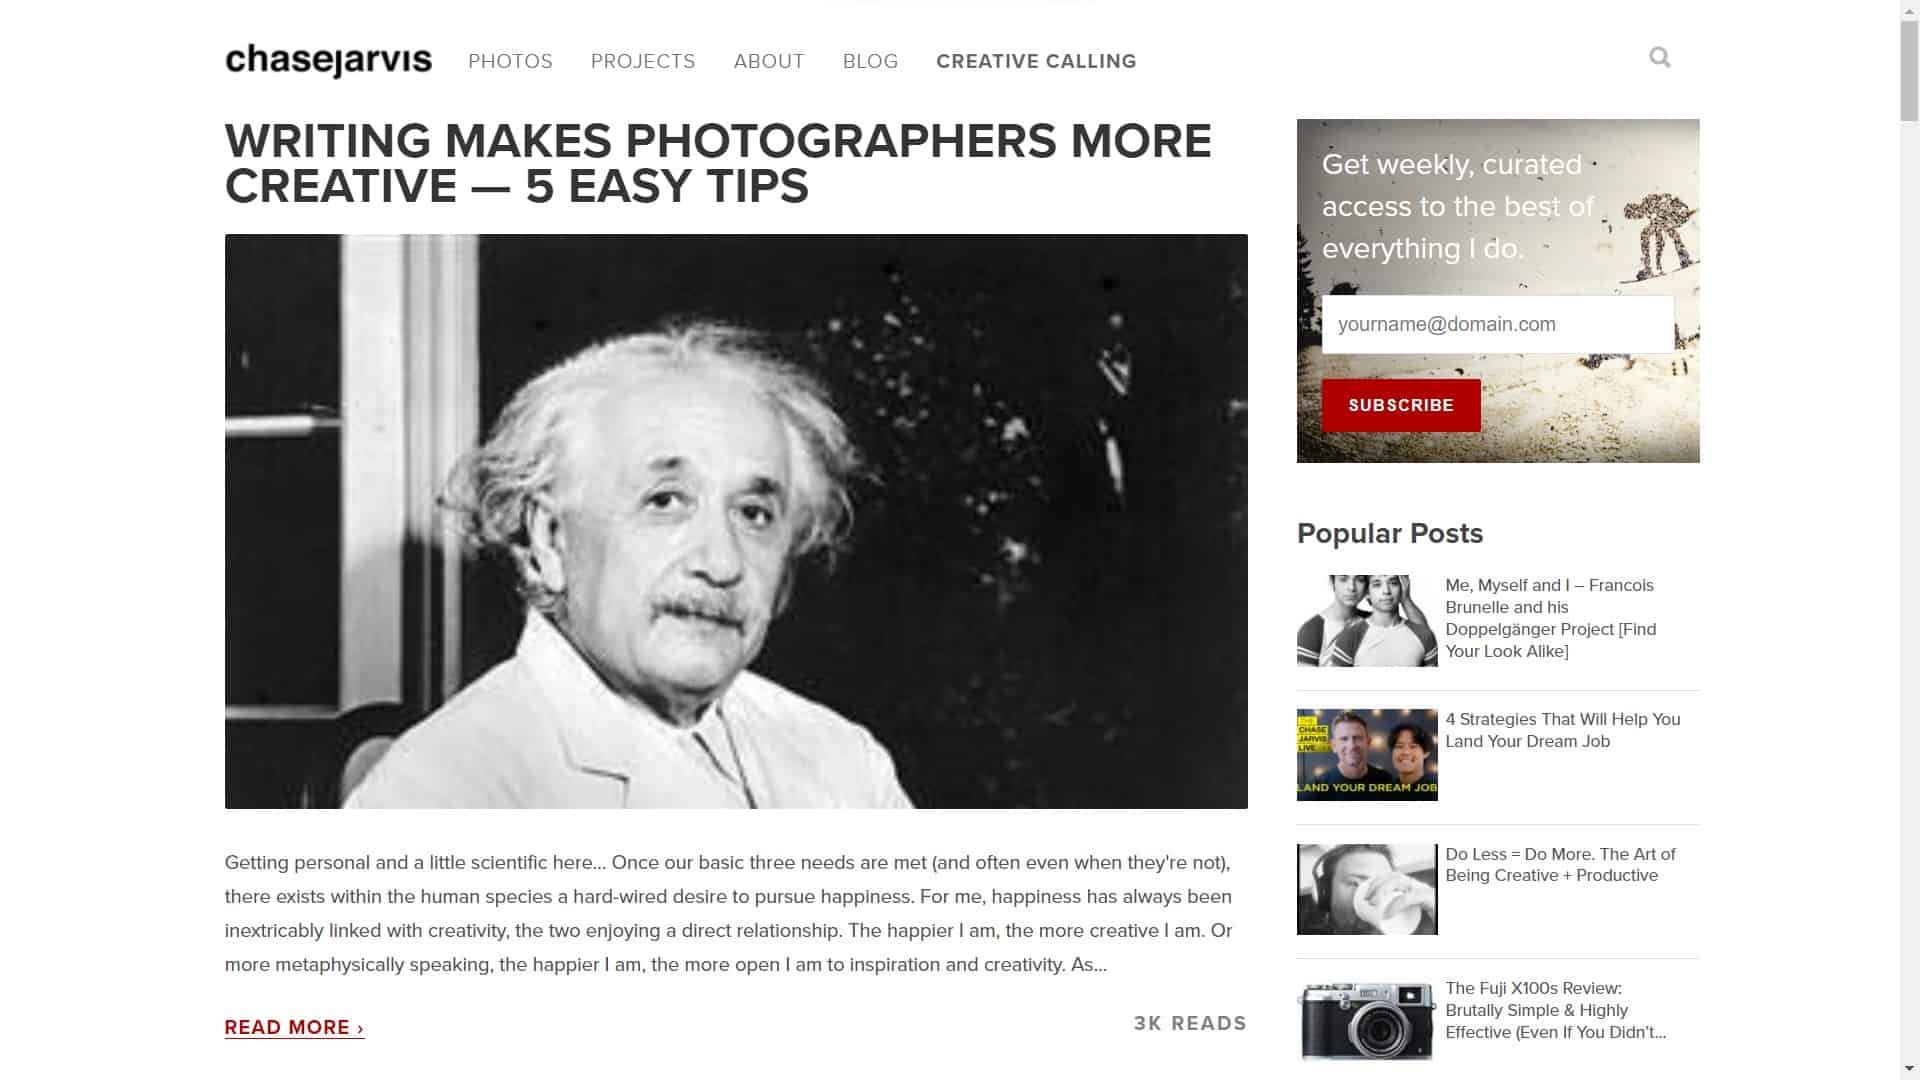 chasejarvis
PHOTOS
PROJECTS
ABOUT
BLOG
CREATIVE CALLING
WRITING MAKES PHOTOGRAPHERS MORE
CREATIVE — 5 EASY TIPS
Getting personal and a little scientific here... Once our basic three needs are met (and often even when they're not),
there exists within the human species a hard-wired desire to pursue happiness. For me, happiness has always been
inextricably linked with creativity, the two enjoying a direct relationship. The happier I am, the more creative I am. Or
more metaphysically speaking, the happier I am, the more open I am to inspiration and creativity. As...
READ MORE ›
3K READS
Get weekly, curated
access to the best of
everything I do.
yourname@domain.com
SUBSCRIBE
Popular Posts
Me, Myself and I – Francois
Brunelle and his
Doppelgänger Project [Find
Your Look Alike]
THE
CHASE
JARVIS
LIVE
LAND YOUR DREAM JOB
4 Strategies That Will Help You
Land Your Dream Job
Do Less = Do More. The Art of
Being Creative + Productive
The Fuji X100s Review:
Brutally Simple & Highly
Effective (Even If You Didn't...